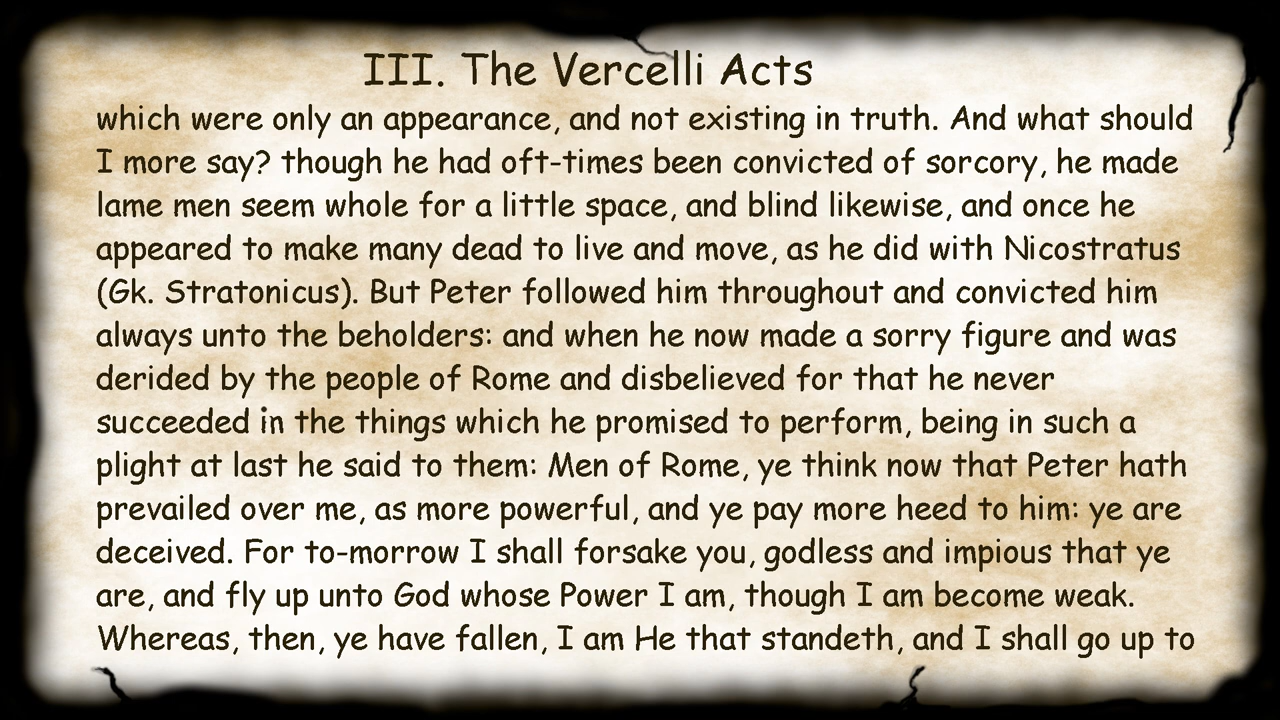 III. The Vercelli Acts
which were only an appearance, and not existing in truth. And what should
I more say? though he had oft-times been convicted of sorcory, he made
lame men seem whole for a little space, and blind likewise, and once he
appeared to make many dead to live and move, as he did with Nicostratus
(Gk. Stratonicus). But Peter followed him throughout and convicted him
always unto the beholders: and when he now made a sorry figure and was
derided by the people of Rome and disbelieved for that he never
succeeded in the things which he promised to perform, being in such a
plight at last he said to them: Men of Rome, ye think now that Peter hath
prevailed over me, as more powerful, and ye pay more heed to him: ye are
deceived. For to-morrow I shall forsake you, godless and impious that ye
are, and fly up unto God whose Power I am, though I am become weak.
Whereas, then, ye have fallen, I am He that standeth, and I shall go up to